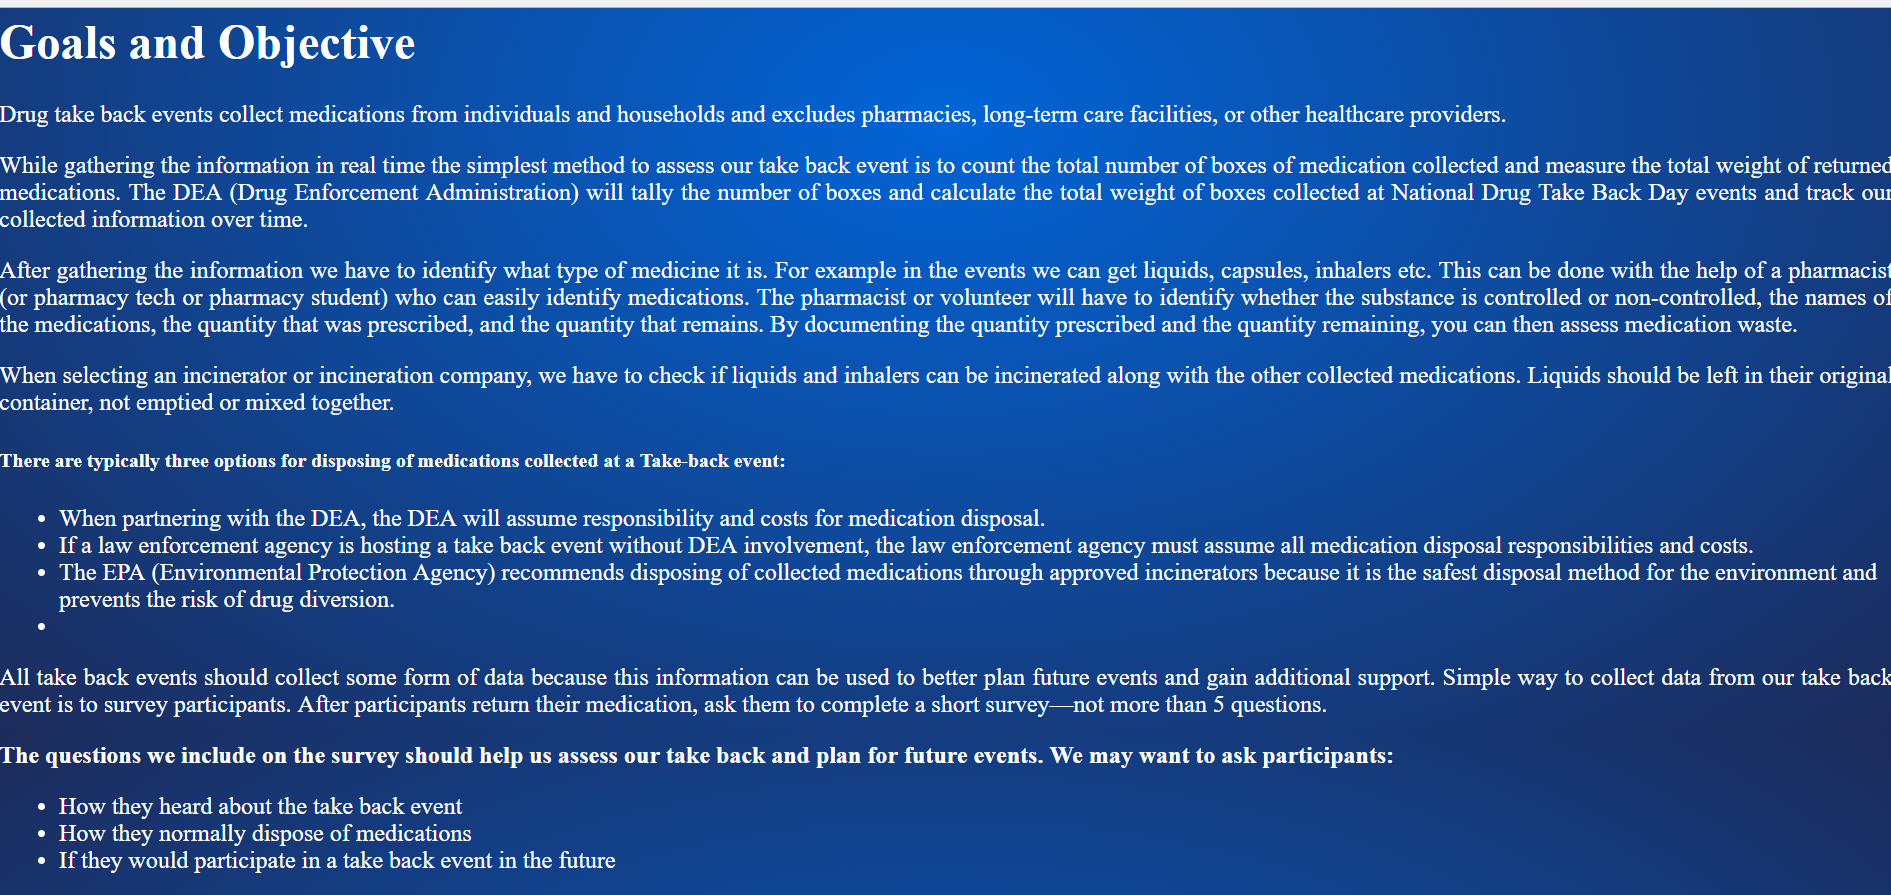 Goals and Objective
Drug take back events collect medications from individuals and households and excludes pharmacies, long-term care facilities, or other healthcare providers.
While gathering the information in real time the simplest method to assess our take back event is to count the total number of boxes of medication collected and measure the total weight of returned
medications. The DEA (Drug Enforcement Administration) will tally the number of boxes and calculate the total weight of boxes collected at National Drug Take Back Day events and track our
collected information over time.
After gathering the information we have to identify what type of medicine it is. For example in the events we can get liquids, capsules, inhalers etc. This can be done with the help of a pharmacist
(or pharmacy tech or pharmacy student) who can easily identify medications. The pharmacist or volunteer will have to identify whether the substance is controlled or non-controlled, the names of
the medications, the quantity that was prescribed, and the quantity that remains. By documenting the quantity prescribed and the quantity remaining, you can then assess medication waste.
When selecting an incinerator or incineration company, we have to check if liquids and inhalers can be incinerated along with the other collected medications. Liquids should be left in their original
container, not emptied or mixed together.
There are typically three options for disposing of medications collected at a Take-back event:
• When partnering with the DEA, the DEA will assume responsibility and costs for medication disposal.
• If a law enforcement agency is hosting a take back event without DEA involvement, the law enforcement agency must assume all medication disposal responsibilities and costs.
• The EPA (Environmental Protection Agency) recommends disposing of collected medications through approved incinerators because it is the safest disposal method for the environment and
prevents the risk of drug diversion.
•
All take back events should collect some form of data because this information can be used to better plan future events and gain additional support. Simple way to collect data from our take back
event is to survey participants. After participants return their medication, ask them to complete a short survey—not more than 5 questions.
The questions we include on the survey should help us assess our take back and plan for future events. We may want to ask participants:
• How they heard about the take back event
• How they normally dispose of medications
• If they would participate in a take back event in the future